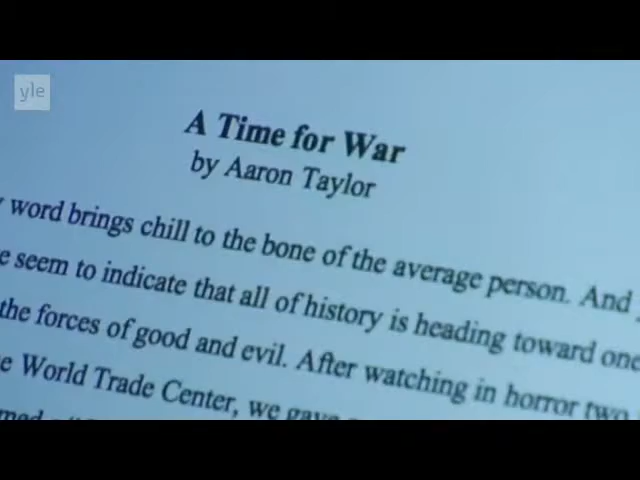 yle
A Time for War
by Aaron Taylor
word brings chill to the bone of the average person. And
seem to indicate that all of history is heading toward one
the forces of good and evil. After watching in horror two
World Trade Center, we gave